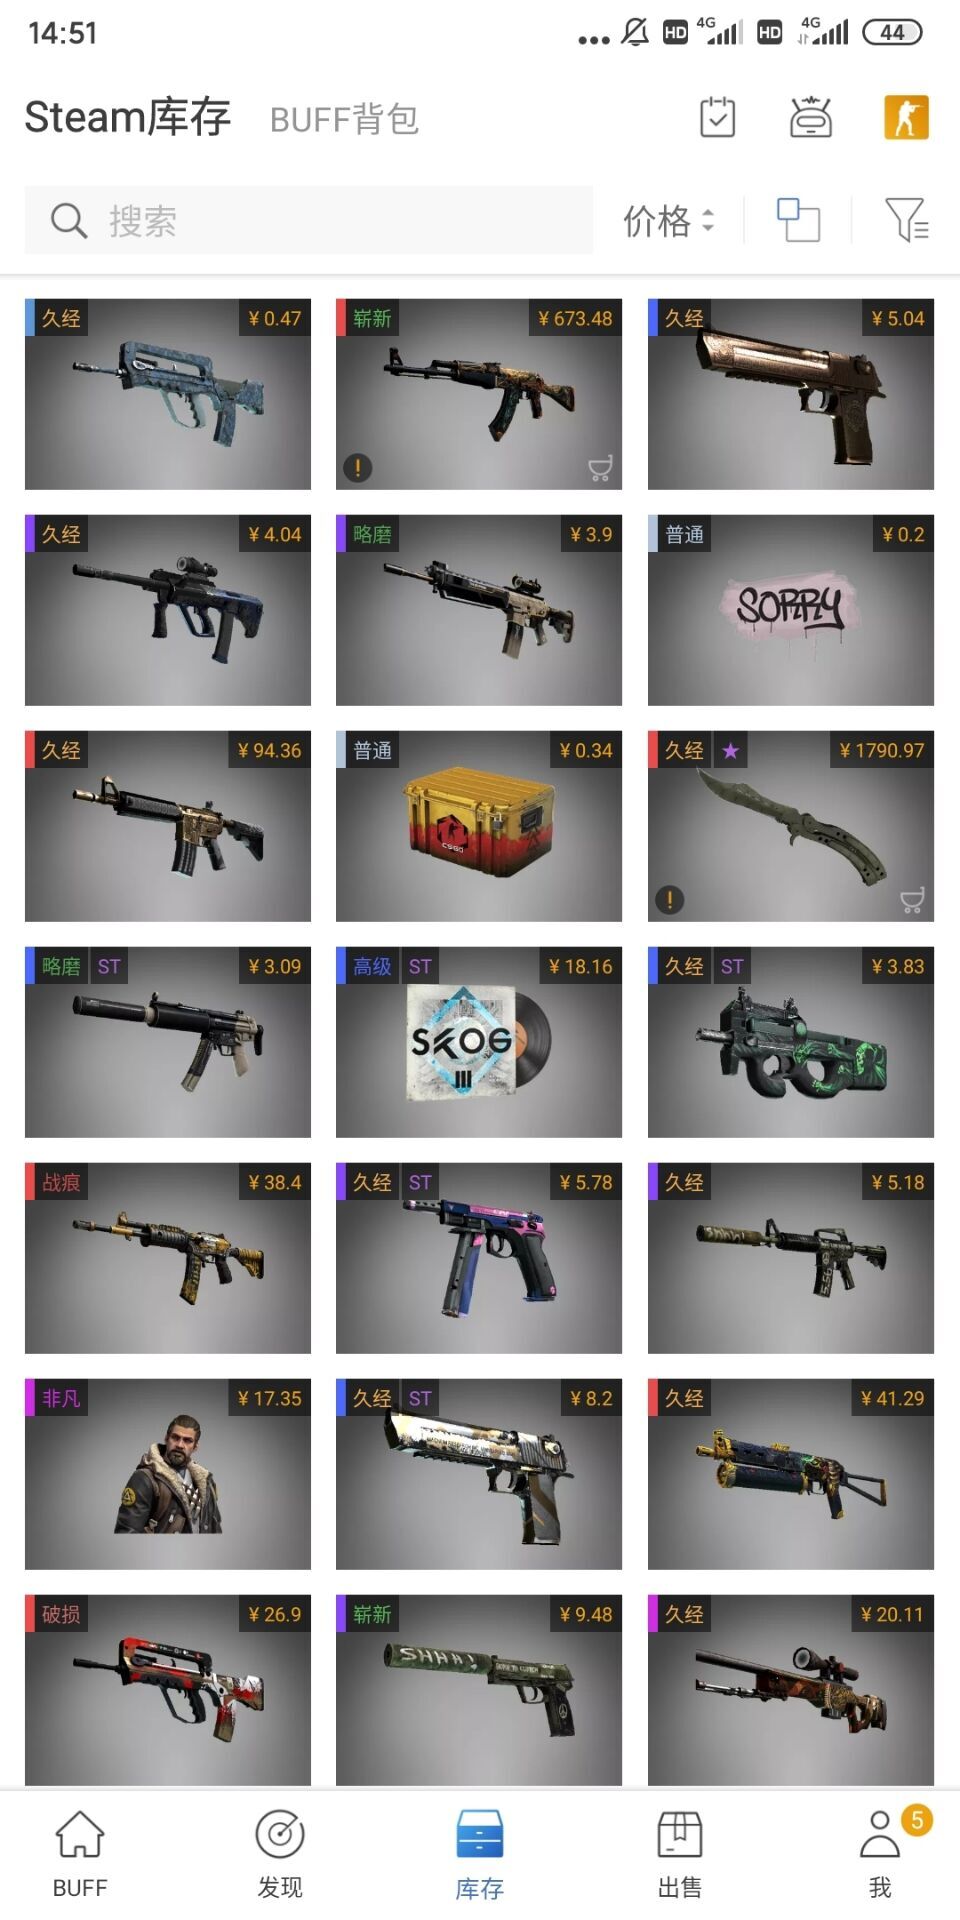 14:51
HD 4G HD 4G 44
Steam库存 BUFF背包
搜索 价格
久经 ¥ 0.47
崭新 ¥ 673.48
久经 ¥ 5.04
久经 ¥ 4.04
略磨 ¥ 3.9
普通 ¥ 0.2
SORRY
久经 ¥ 94.36
普通 ¥ 0.34
CSGO
久经 ★ ¥ 1790.97
略磨 ST ¥ 3.09
高级 ST ¥ 18.16
SKOG
III
久经 ST ¥ 3.83
战痕 ¥ 38.4
久经 ST ¥ 5.78
久经 ¥ 5.18
5.56
非凡 ¥ 17.35
久经 ST ¥ 8.2
久经 ¥ 41.29
破损 ¥ 26.9
崭新 ¥ 9.48
SHHH!
久经 ¥ 20.11
BUFF 发现 库存 出售 我 5